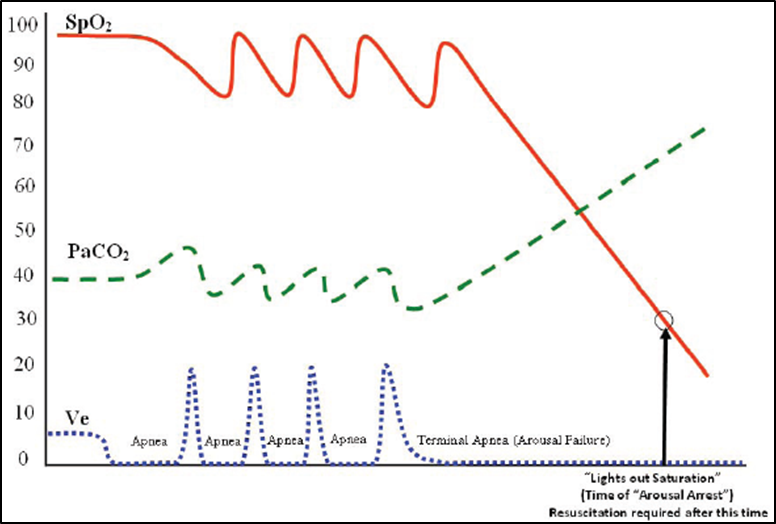 100
SpO2
90
80
70
60
50
PaCO2
40
30
20
Ve
10
Apnea Apnea Apnea Apnea Terminal Apnea (Arousal Failure)
0
"Lights out Saturation"
(Time of "Arousal Arrest")
Resuscitation required after this time